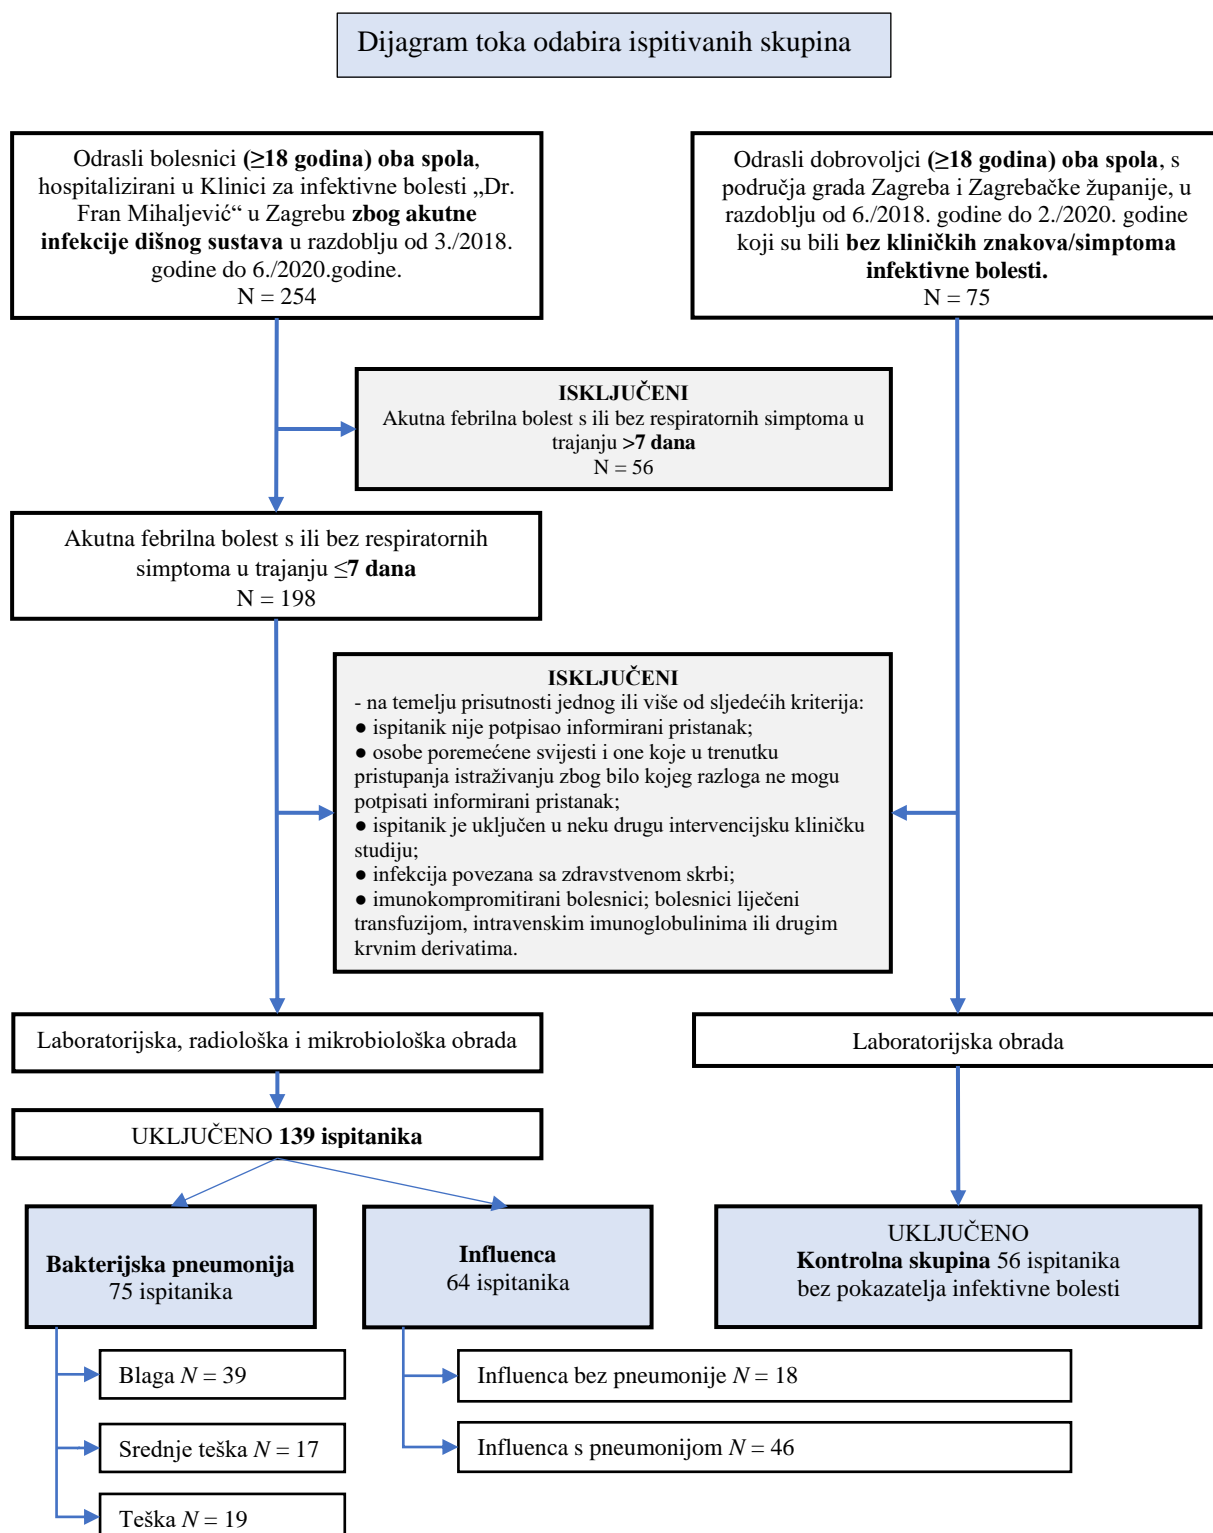 Dijagram toka odabira ispitivanih skupina
Odrasli bolesnici (≥18 godina) oba spola,
hospitalizirani u Klinici za infektivne bolesti „Dr.
Fran Mihaljević“ u Zagrebu zbog akutne
infekcije dišnog sustava u razdoblju od 3./2018.
godine do 6./2020.godine.
N = 254
Odrasli dobrovoljci (≥18 godina) oba spola, s
područja grada Zagreba i Zagrebačke županije, u
razdoblju od 6./2018. godine do 2./2020. godine
koji su bili bez kliničkih znakova/simptoma
infektivne bolesti.
N = 75
ISKLJUČENI
Akutna febrilna bolest s ili bez respiratornih simptoma u
trajanju >7 dana
N = 56
Akutna febrilna bolest s ili bez respiratornih
simptoma u trajanju ≤7 dana
N = 198
ISKLJUČENI
- na temelju prisutnosti jednog ili više od sljedećih kriterija:
● ispitanik nije potpisao informirani pristanak;
● osobe poremećene svijesti i one koje u trenutku
pristupanja istraživanju zbog bilo kojeg razloga ne mogu
potpisati informirani pristanak;
● ispitanik je uključen u neku drugu intervencijsku kliničku
studiju;
● infekcija povezana sa zdravstvenom skrbi;
● imunokompromitirani bolesnici; bolesnici liječeni
transfuzijom, intravenskim imunoglobulinima ili drugim
krvnim derivatima.
Laboratorijska, radiološka i mikrobiološka obrada
Laboratorijska obrada
UKLJUČENO 139 ispitanika
Bakterijska pneumonija
75 ispitanika
Influenca
64 ispitanika
UKLJUČENO
Kontrolna skupina 56 ispitanika
bez pokazatelja infektivne bolesti
Blaga N = 39
Srednje teška N = 17
Teška N = 19
Influenca bez pneumonije N = 18
Influenca s pneumonijom N = 46